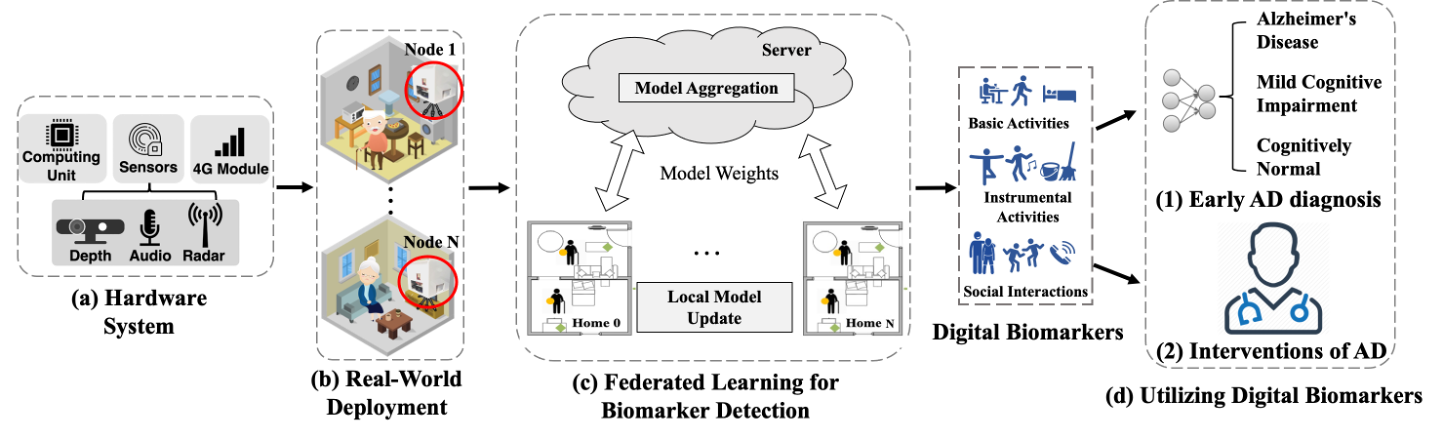 Computing
Unit
Sensors
4G Module
Depth
Audio
Radar
(a) Hardware
System
Node 1
Node N
(b) Real-World
Deployment
Server
Model Aggregation
Model Weights
...
Home 0
Local Model
Update
Home N
(c) Federated Learning for
Biomarker Detection
Basic Activities
Instrumental
Activities
Social Interactions
Digital Biomarkers
Alzheimer's
Disease
Mild Cognitive
Impairment
Cognitively
Normal
(1) Early AD diagnosis
(2) Interventions of AD
(d) Utilizing Digital Biomarkers